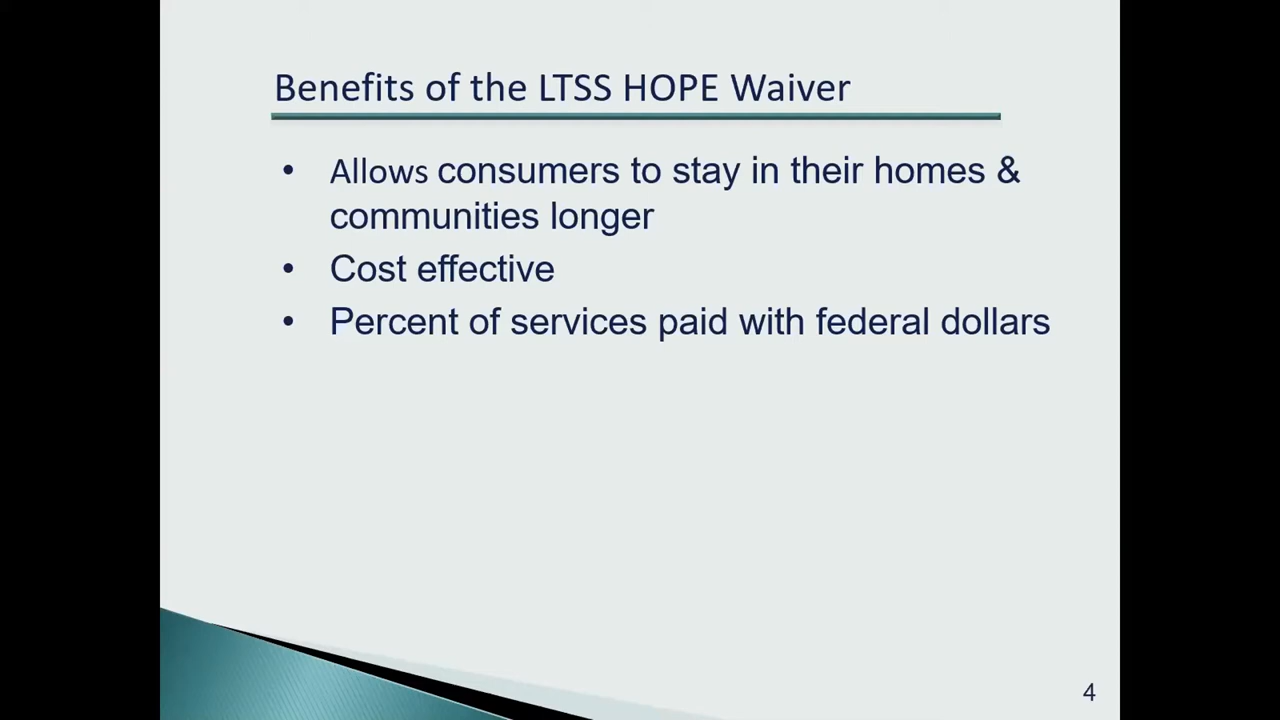 Benefits of the LTSS HOPE Waiver
• Allows consumers to stay in their homes &
communities longer
• Cost effective
• Percent of services paid with federal dollars
4